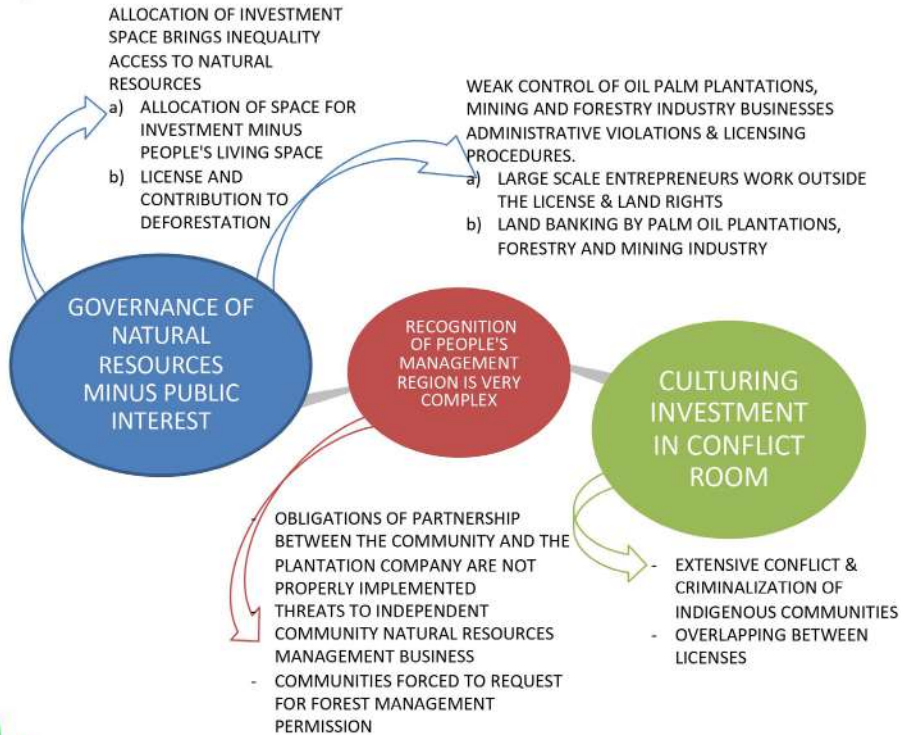 ALLOCATION OF INVESTMENT
SPACE BRINGS INEQUALITY
ACCESS TO NATURAL
RESOURCES
a) ALLOCATION OF SPACE FOR
INVESTMENT MINUS
PEOPLE'S LIVING SPACE
b) LICENSE AND
CONTRIBUTION TO
DEFORESTATION
WEAK CONTROL OF OIL PALM PLANTATIONS,
MINING AND FORESTRY INDUSTRY BUSINESSES
ADMINISTRATIVE VIOLATIONS & LICENSING
PROCEDURES.
a) LARGE SCALE ENTREPRENEURS WORK OUTSIDE
THE LICENSE & LAND RIGHTS
b) LAND BANKING BY PALM OIL PLANTATIONS,
FORESTRY AND MINING INDUSTRY
GOVERNANCE OF
NATURAL
RESOURCES
MINUS PUBLIC
INTEREST
RECOGNITION
OF PEOPLE'S
MANAGEMENT
REGION IS VERY
COMPLEX
CULTURING
INVESTMENT
IN CONFLICT
ROOM
- OBLIGATIONS OF PARTNERSHIP
BETWEEN THE COMMUNITY AND THE
PLANTATION COMPANY ARE NOT
PROPERLY IMPLEMENTED
- THREATS TO INDEPENDENT
COMMUNITY NATURAL RESOURCES
MANAGEMENT BUSINESS
- COMMUNITIES FORCED TO REQUEST
FOR FOREST MANAGEMENT
PERMISSION
- EXTENSIVE CONFLICT &
CRIMINALIZATION OF
INDIGENOUS COMMUNITIES
- OVERLAPPING BETWEEN
LICENSES